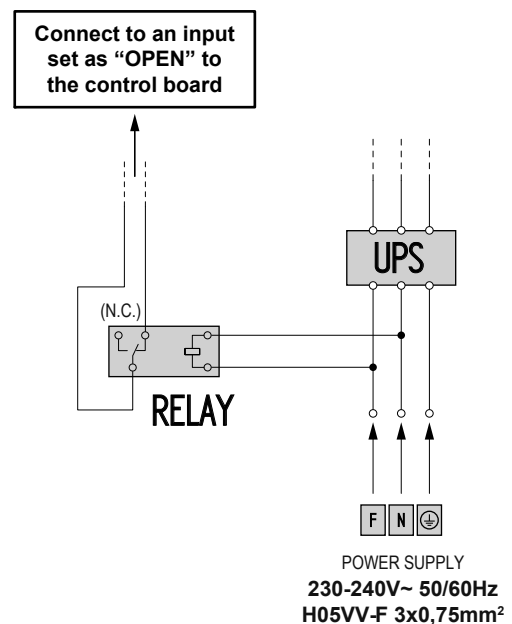 Connect to an input
set as “OPEN” to
the control board
UPS
(N.C.)
RELAY
F N
POWER SUPPLY
230-240V~ 50/60Hz
H05VV-F 3x0,75mm²